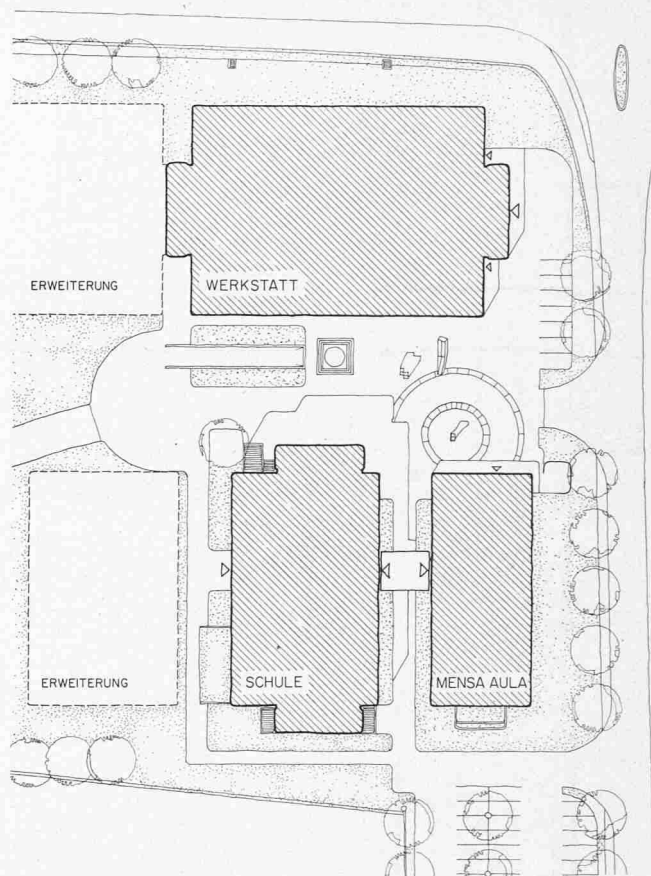 ERWEITERUNG
WERKSTATT
ERWEITERUNG
SCHULE
MENSA AULA